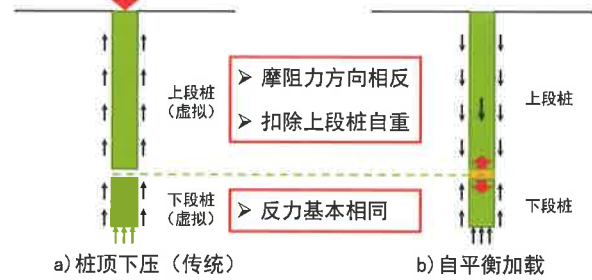 上段桩
(虚拟)
➢ 摩阻力方向相反
➢ 扣除上段桩自重
上段桩
下段桩
(虚拟)
➢ 反力基本相同
下段桩
a)桩顶下压（传统）
b)自平衡加载